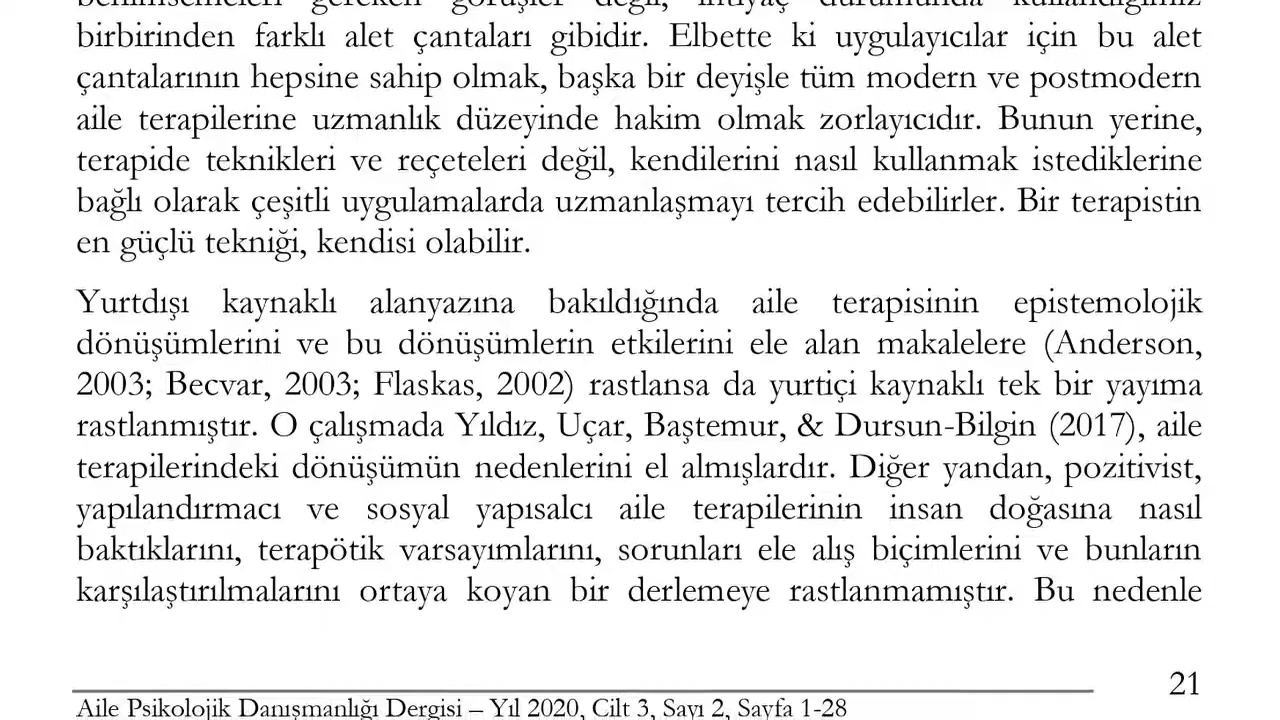 benimsemeleri gereken görüşler değil, ihtiyaç durumunda kullandığımız
birbirinden farklı alet çantaları gibidir. Elbette ki uygulayıcılar için bu alet
çantalarının hepsine sahip olmak, başka bir deyişle tüm modern ve postmodern
aile terapilerine uzmanlık düzeyinde hakim olmak zorlayıcıdır. Bunun yerine,
terapide teknikleri ve reçeteleri değil, kendilerini nasıl kullanmak istediklerine
bağlı olarak çeşitli uygulamalarda uzmanlaşmayı tercih edebilirler. Bir terapistin
en güçlü tekniği, kendisi olabilir.
Yurtdışı kaynaklı alanyazına bakıldığında aile terapisinin epistemolojik
dönüşümlerini ve bu dönüşümlerin etkilerini ele alan makalelere (Anderson,
2003; Becvar, 2003; Flaskas, 2002) rastlansa da yurtiçi kaynaklı tek bir yayıma
rastlanmıştır. O çalışmada Yıldız, Uçar, Baştemur, & Dursun-Bilgin (2017), aile
terapilerindeki dönüşümün nedenlerini el almışlardır. Diğer yandan, pozitivist,
yapılandırmacı ve sosyal yapısalcı aile terapilerinin insan doğasına nasıl
baktıklarını, terapötik varsayımlarını, sorunları ele alış biçimlerini ve bunların
karşılaştırılmalarını ortaya koyan bir derlemeye rastlanmamıştır. Bu nedenle
21
Aile Psikolojik Danışmanlığı Dergisi – Yıl 2020, Cilt 3, Sayı 2, Sayfa 1-28